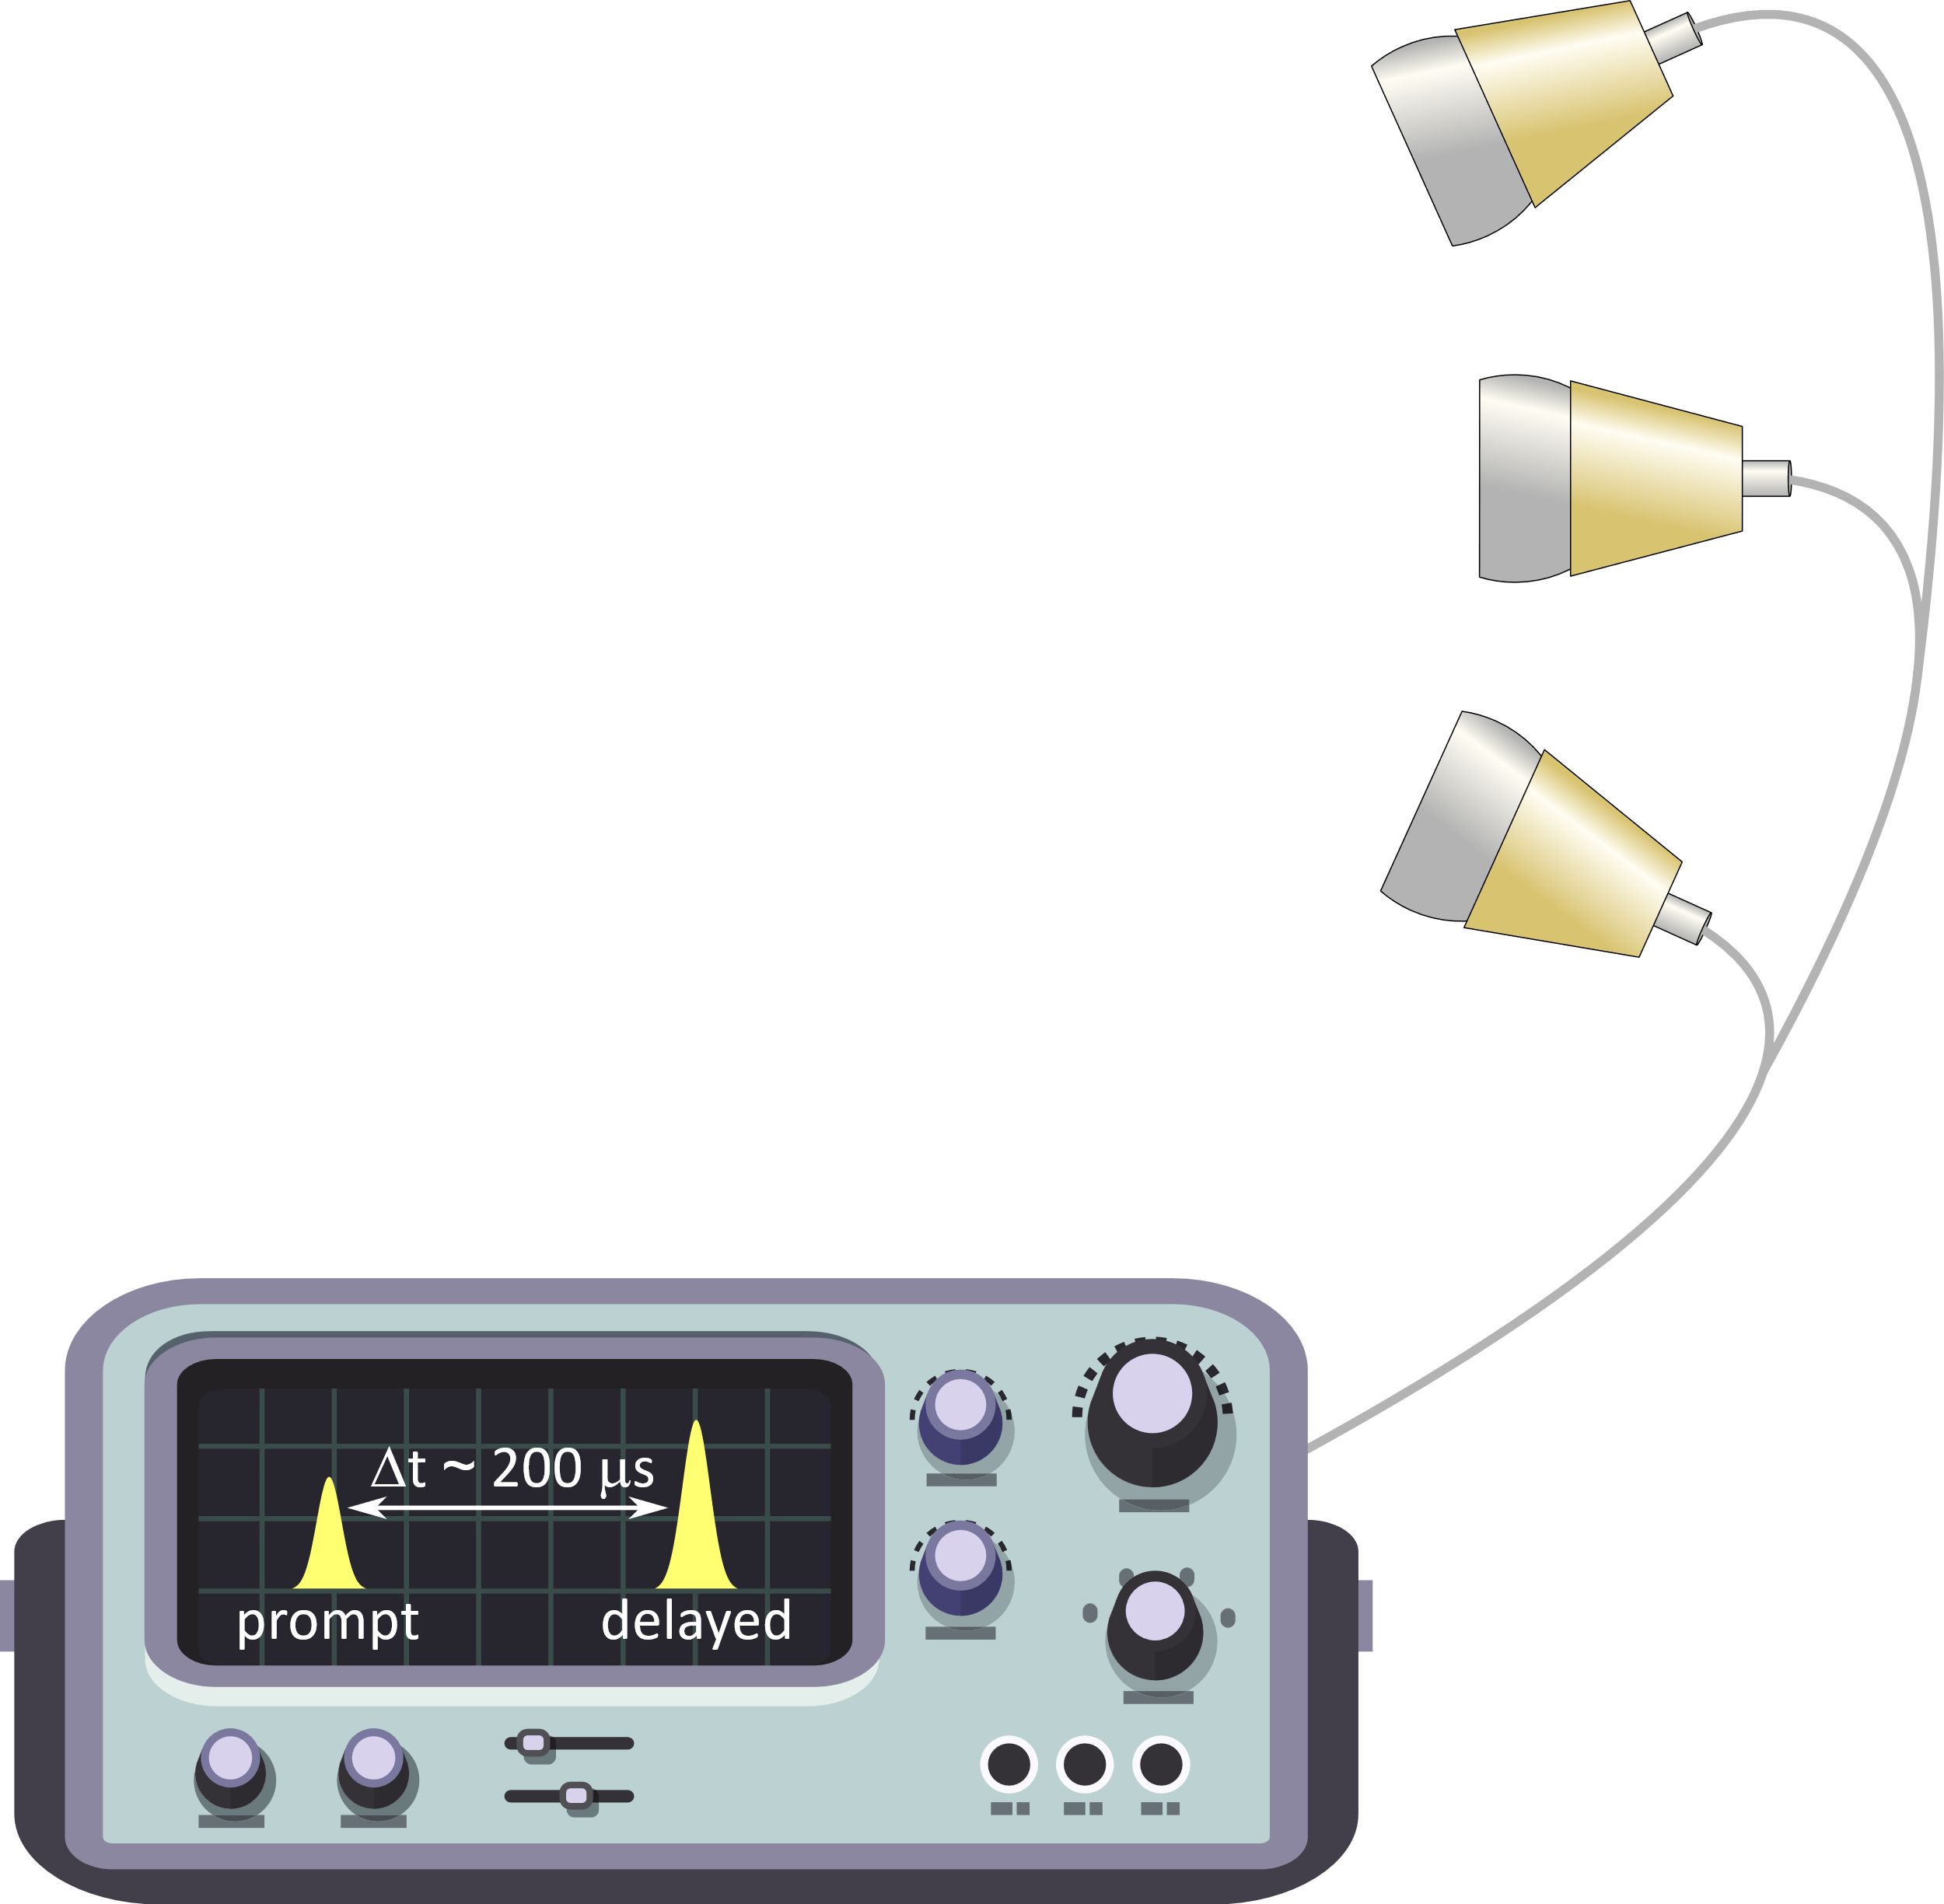 Δt ~ 200 μs
prompt delayed